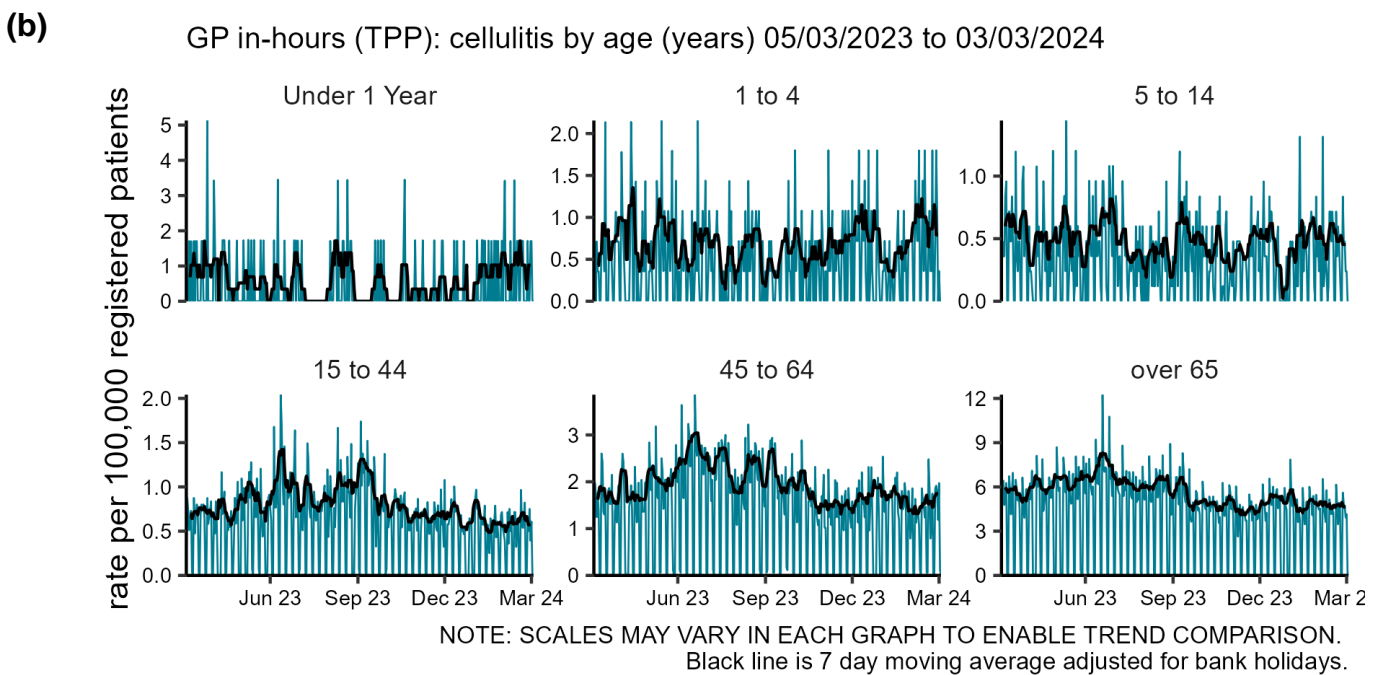 (b)
GP in-hours (TPP): cellulitis by age (years) 05/03/2023 to 03/03/2024
rate per 100,000 registered patients
Under 1 Year
5
4
3
2
1
0
1 to 4
2.0
1.5
1.0
0.5
0.0
5 to 14
1.0
0.5
0.0
15 to 44
2.0
1.5
1.0
0.5
0.0
Jun 23 Sep 23 Dec 23 Mar 24
45 to 64
3
2
1
0
Jun 23 Sep 23 Dec 23 Mar 24
over 65
12
9
6
3
0
Jun 23 Sep 23 Dec 23 Mar 2
NOTE: SCALES MAY VARY IN EACH GRAPH TO ENABLE TREND COMPARISON.
Black line is 7 day moving average adjusted for bank holidays.